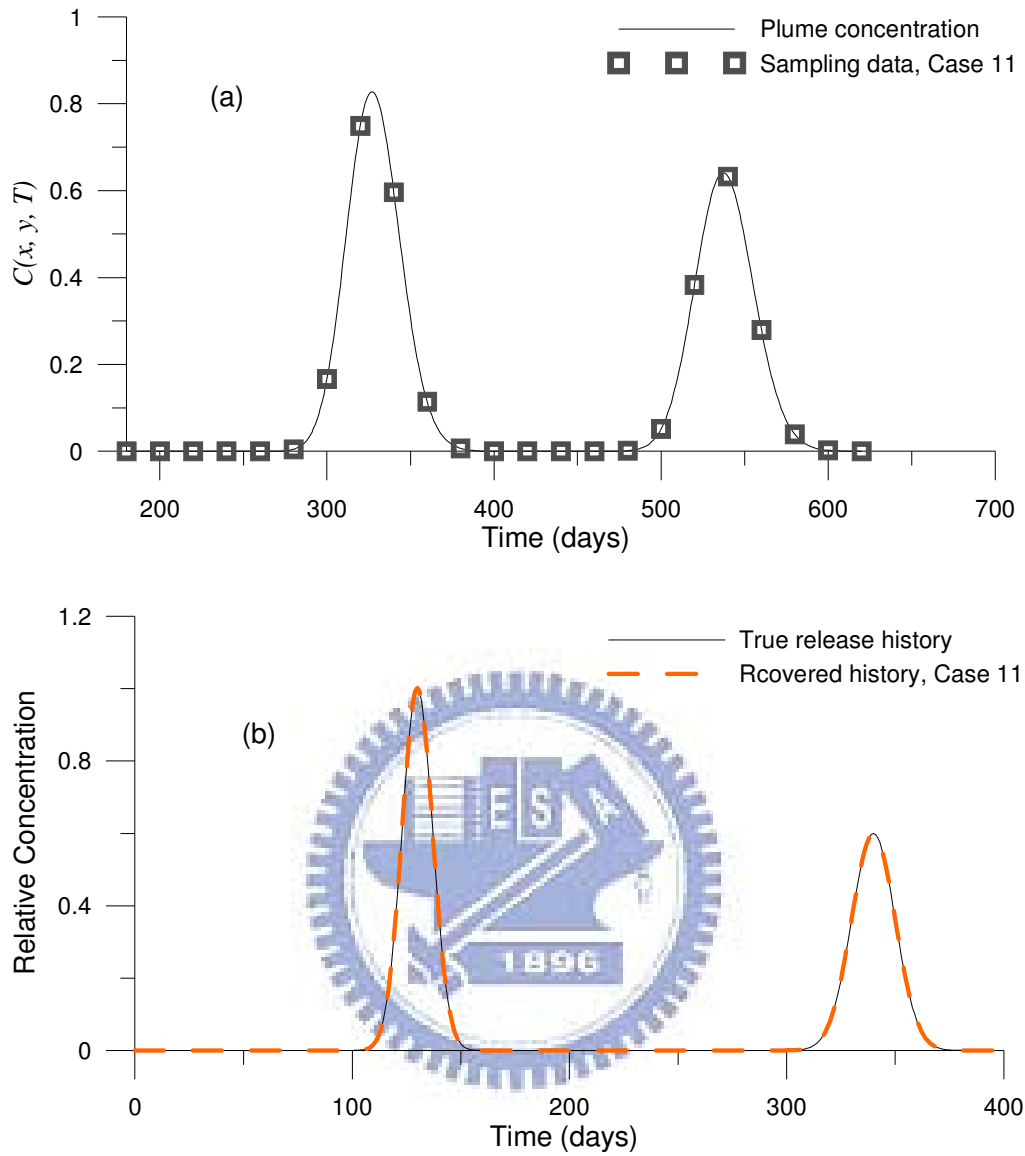 1
Plume concentration
Sampling data, Case 11
(a)
0.8
0.6
0.4
0.2
0
C(x, y, T)
200 300 400 500 600 700
Time (days)
1.2
True release history
Rcovered history, Case 11
(b)
0.8
0.4
0
Relative Concentration
E S A
1896
0 100 200 300 400
Time (days)